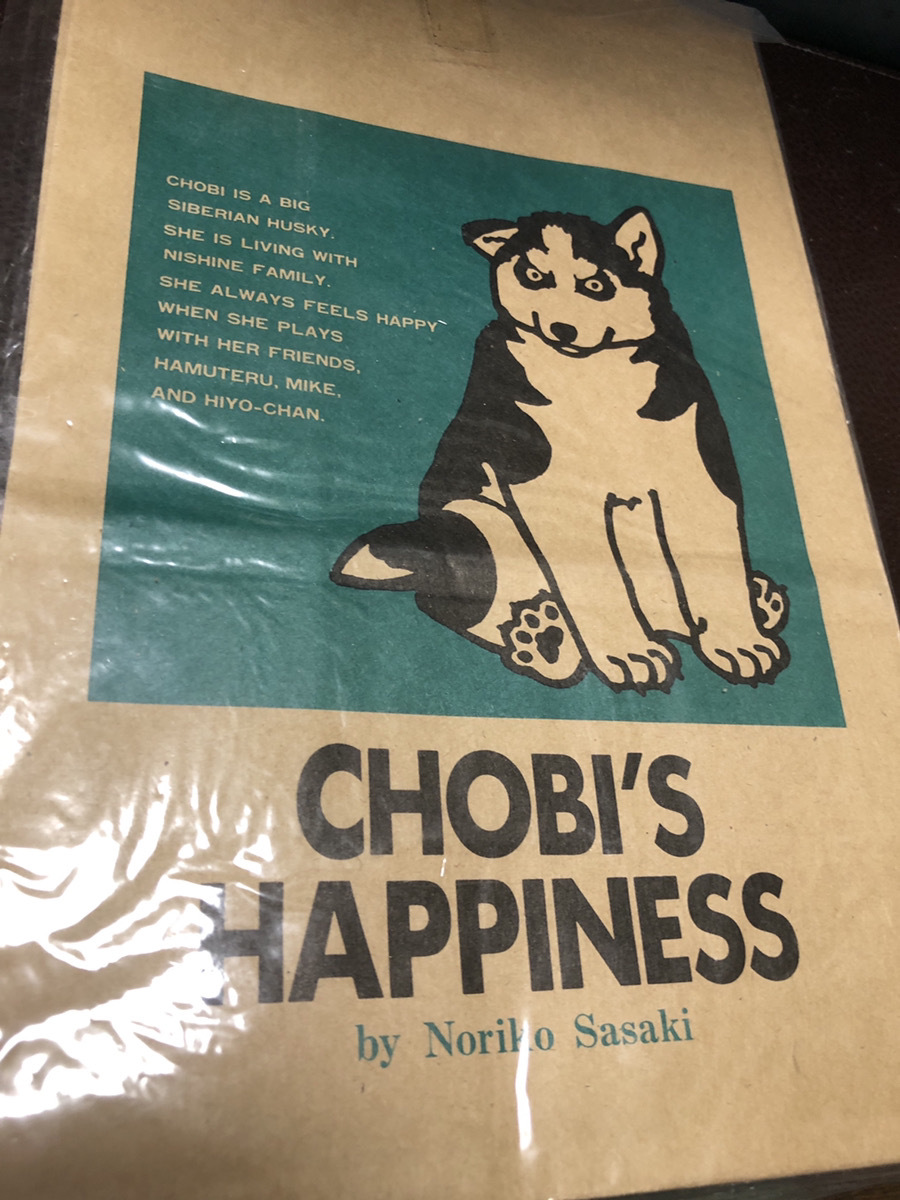 CHOBI IS A BIG
SIBERIAN HUSKY.
SHE IS LIVING WITH
NISHINE FAMILY.
SHE ALWAYS FEELS HAPPY
WHEN SHE PLAYS
WITH HER FRIENDS,
HAMUTERU, MIKE,
AND HIYO-CHAN.
CHOBI'S
HAPPINESS
by Noriko Sasaki